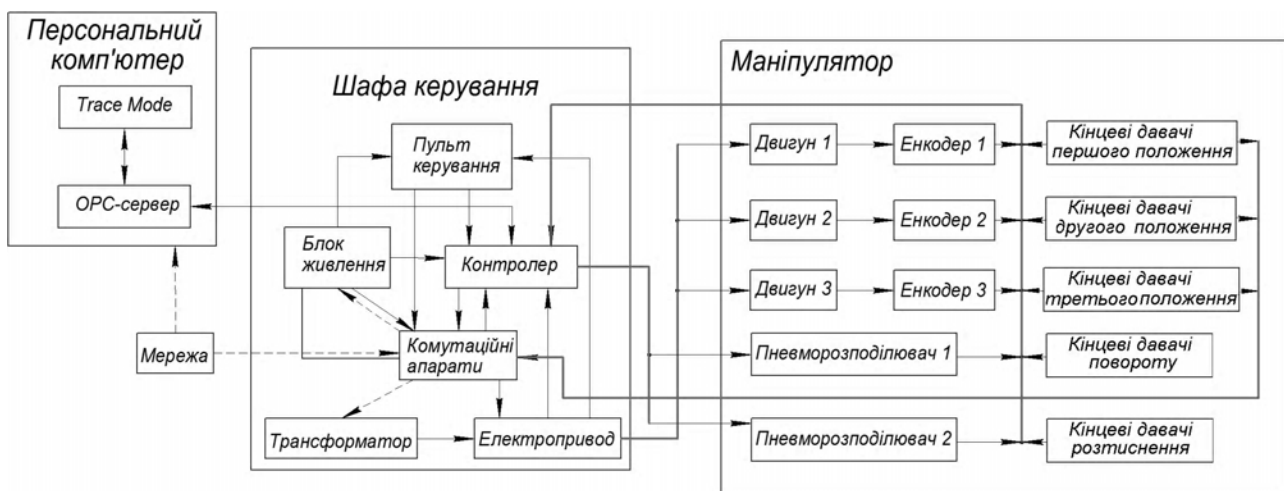 Персональний
комп'ютер
Trace Mode
OPC-сервер
Мережа
Шафа керування
Пульт
керування
Блок
живлення
Контролер
Комутаційні
апарати
Трансформатор
Електропривод
Маніпулятор
Двигун 1
Енкодер 1
Кінцеві давачі
першого положення
Двигун 2
Енкодер 2
Кінцеві давачі
другого положення
Двигун 3
Енкодер 3
Кінцеві давачі
третього положення
Пневморозподілювач 1
Кінцеві давачі
повороту
Пневморозподілювач 2
Кінцеві давачі
розтиснення